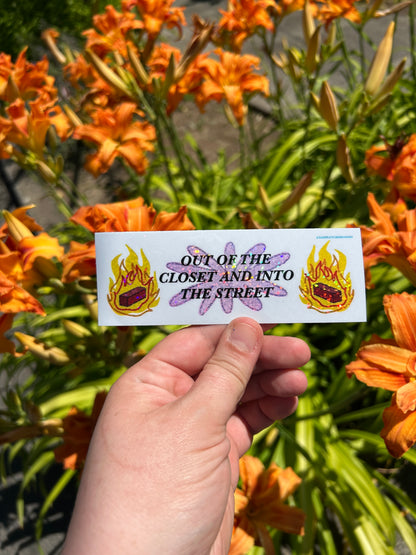 OUT OF THE
CLOSET AND INTO
THE STREET